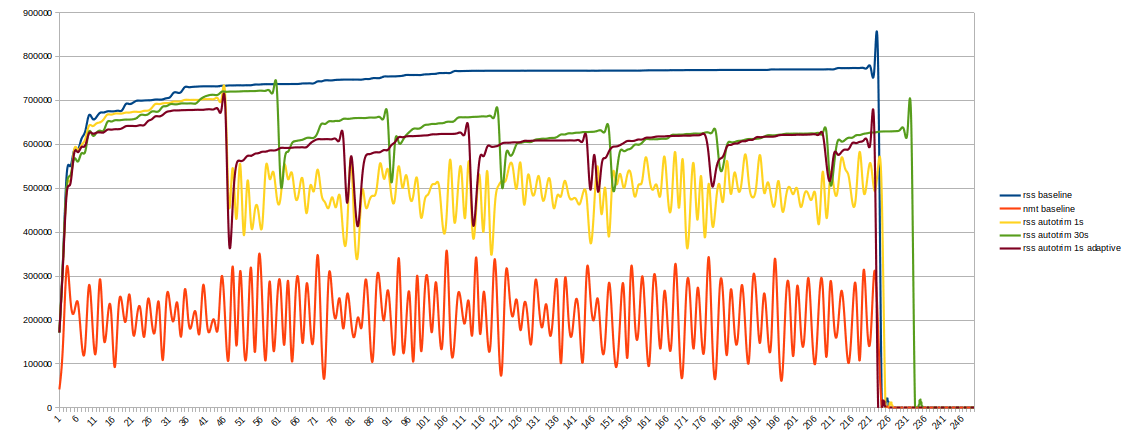 900000
800000
700000
600000
500000
400000
300000
200000
100000
0
1 6 11 16 21 26 31 36 41 46 51 56 61 66 71 76 81 86 91 96 101 106 111 116 121 126 131 136 141 146 151 156 161 166 171 176 181 186 191 196 201 206 211 216 221 226 231 236 241 246
rss baseline
nmt baseline
rss autotrim 1s
rss autotrim 30s
rss autotrim 1s adaptive